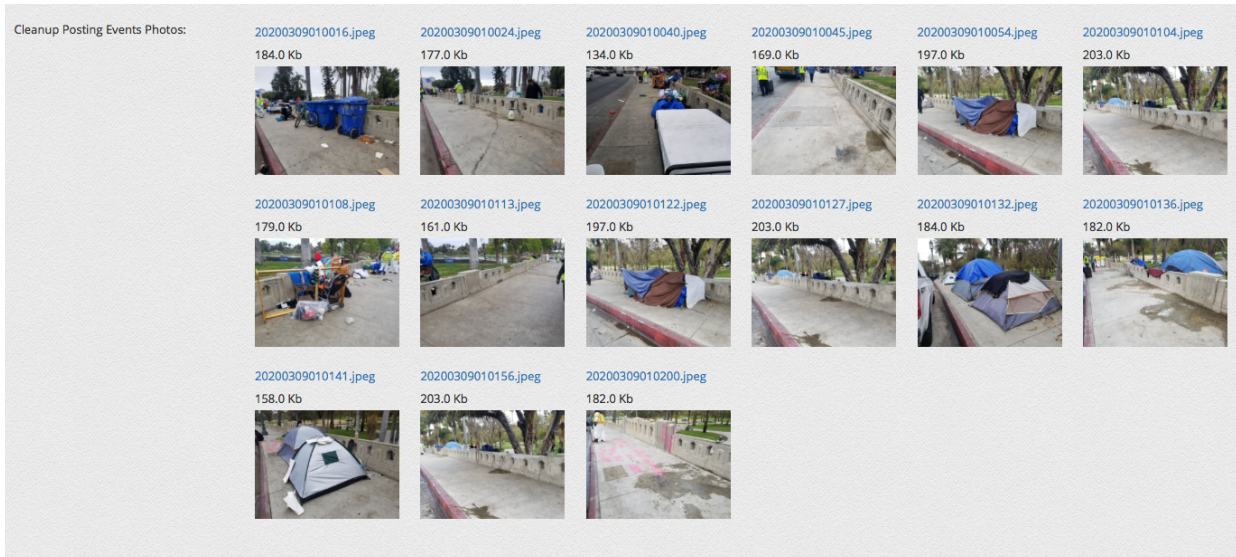 Cleanup Posting Events Photos:
20200309010016.jpeg 20200309010024.jpeg 20200309010040.jpeg 20200309010045.jpeg 20200309010054.jpeg 20200309010104.jpeg
184.0 Kb 177.0 Kb 134.0 Kb 169.0 Kb 197.0 Kb 203.0 Kb
20200309010108.jpeg 20200309010113.jpeg 20200309010122.jpeg 20200309010127.jpeg 20200309010132.jpeg 20200309010136.jpeg
179.0 Kb 161.0 Kb 197.0 Kb 203.0 Kb 184.0 Kb 182.0 Kb
20200309010141.jpeg 20200309010156.jpeg 20200309010200.jpeg
158.0 Kb 203.0 Kb 182.0 Kb